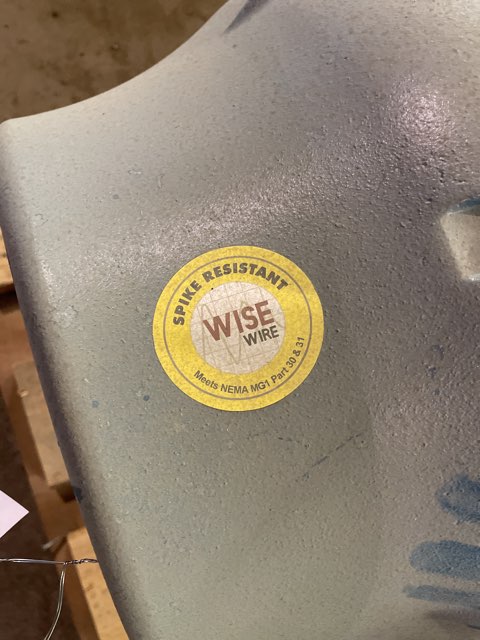 SPIKE RESISTANT
WISE
WIRE
Meets NEMA MG1 Part 30 & 31